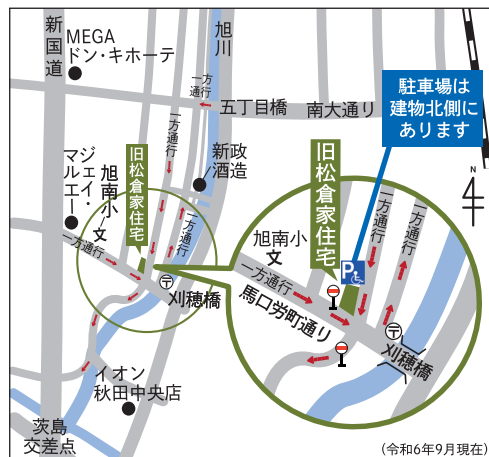 新国道
MEGA
ドン・キホーテ
旭川
一方
通行
五丁目橋
南大通り
駐車場は
建物北側に
あります
一方通行
旧松倉家住宅
新政
酒造
ジェイ・
マルエー
旭南小
文
一方通行
一方通行
〒
刈穂橋
N
旧松倉家住宅
旭南小
文
P
一方通行
一方通行
一方通行
馬口労町通り
〒
刈穂橋
イオン
秋田中央店
茨島
交差点
(令和6年9月現在)